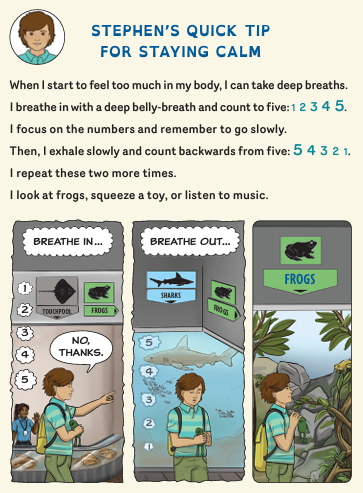 STEPHEN'S QUICK TIP
FOR STAYING CALM
When I start to feel too much in my body, I can take deep breaths.
I breathe in with a deep belly-breath and count to five: 1 2 3 4 5.
I focus on the numbers and remember to go slowly.
Then, I exhale slowly and count backwards from five: 5 4 3 2 1.
I repeat these two more times.
I look at frogs, squeeze a toy, or listen to music.
BREATHE IN...
1
2
3
4
5
TOUCHPOOL
FROGS
NO,
THANKS.
BREATHE OUT...
SHARKS
FROGS
5
4
3
2
1
FROGS